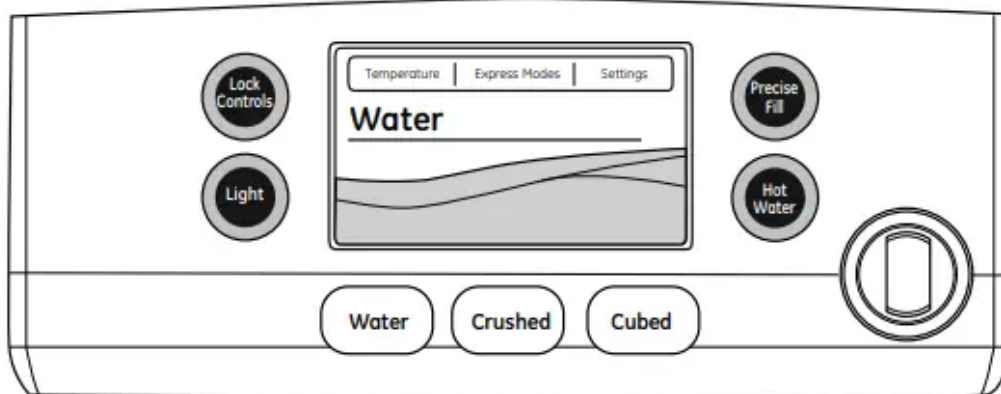 Lock
Controls
Light
Temperature | Express Modes | Settings
Water
Precise
Fill
Hot
Water
Water
Crushed
Cubed